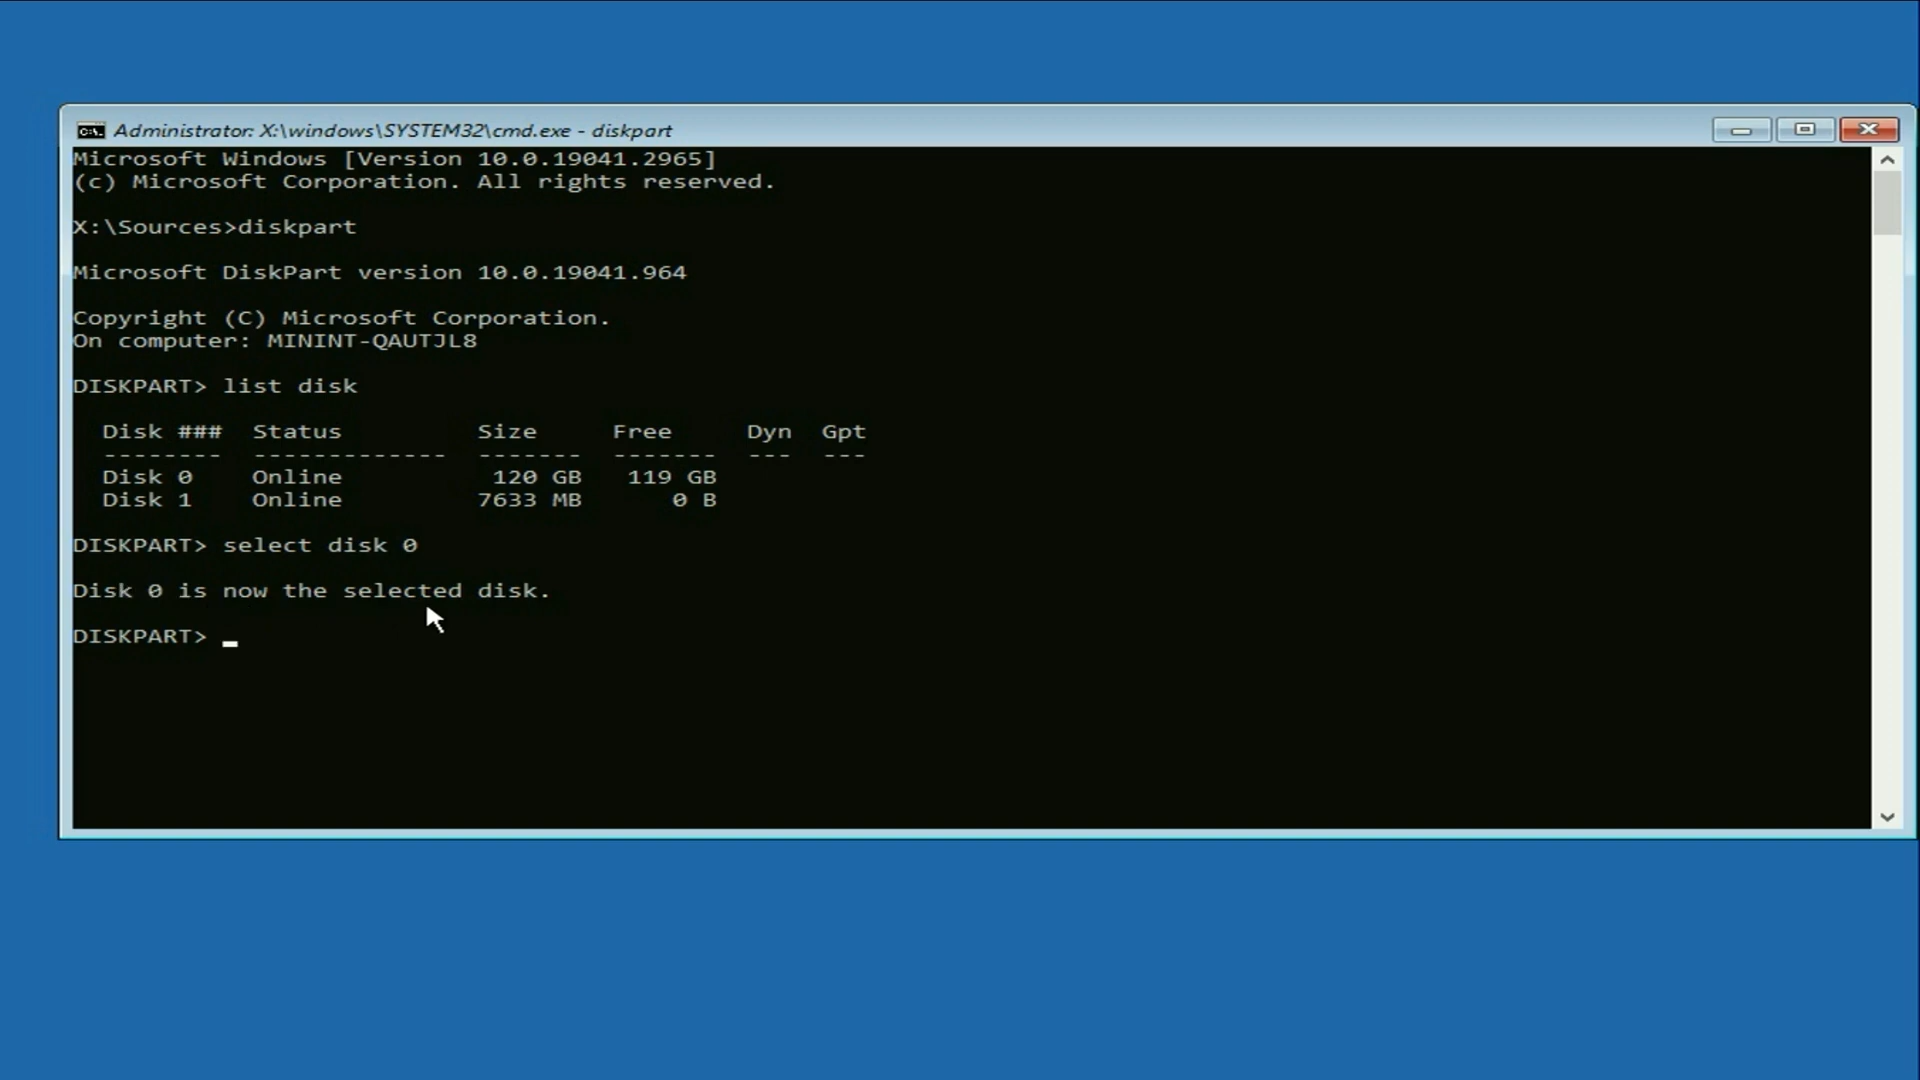 Administrator: X:\windows\SYSTEM32\cmd.exe - diskpart
Microsoft Windows [Version 10.0.19041.2965]
(c) Microsoft Corporation. All rights reserved.
X:\Sources>diskpart
Microsoft DiskPart version 10.0.19041.964
Copyright (C) Microsoft Corporation.
On computer: MININT-QAUTJL8
DISKPART> list disk
Disk ###  Status         Size     Free     Dyn  Gpt
--------  -------------  -------  -------  ---  ---
Disk 0    Online          120 GB   119 GB
Disk 1    Online         7633 MB      0 B
DISKPART> select disk 0
Disk 0 is now the selected disk.
DISKPART> _